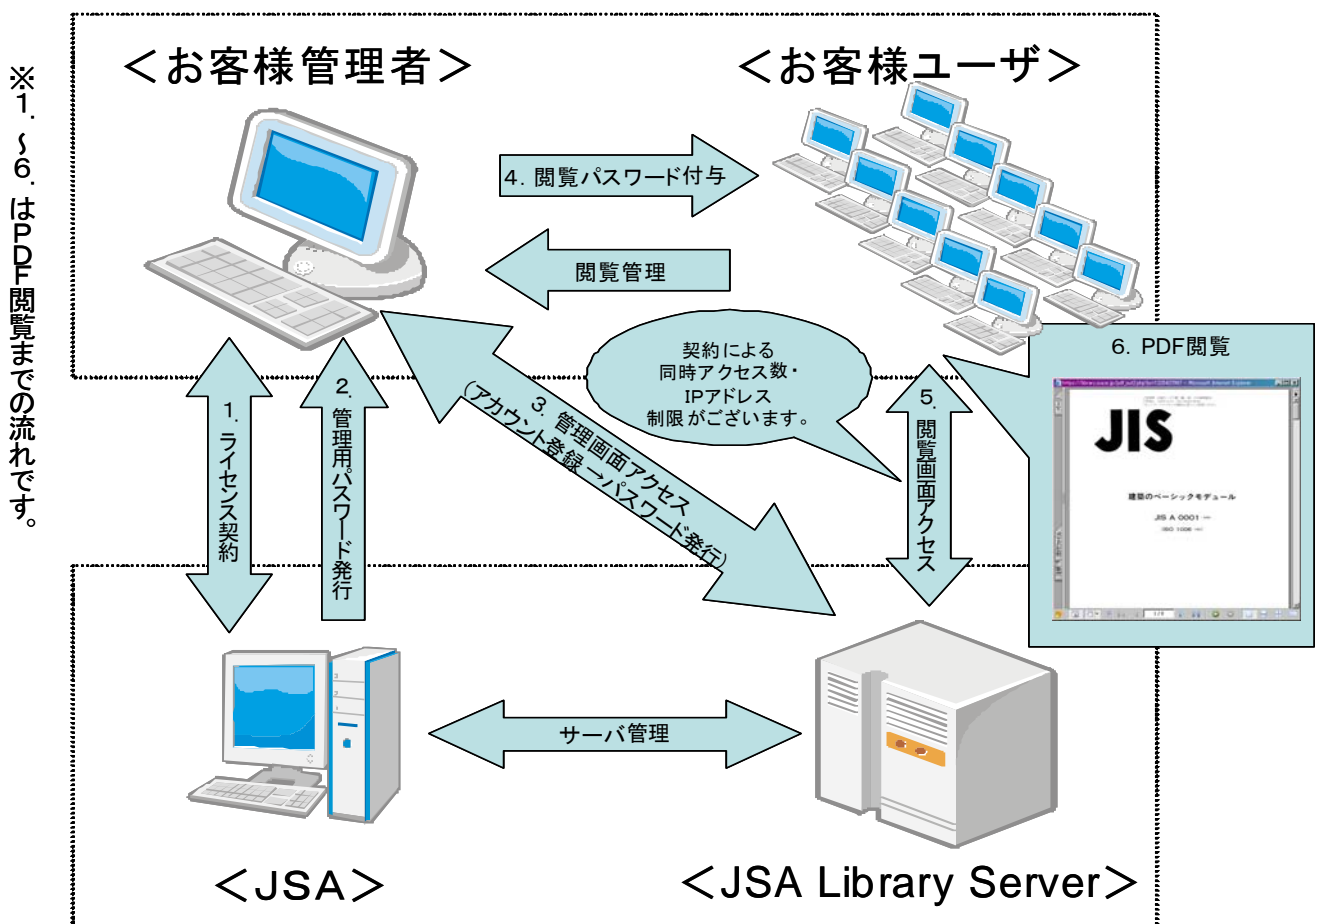 ※1.～6.はPDF閲覧までの流れです。
＜お客様管理者＞
＜お客様ユーザ＞
4. 閲覧パスワード付与
閲覧管理
契約による
同時アクセス数・
IPアドレス
制限がございます。
6. PDF閲覧
JIS
建築のベーシックモデュール
JIS A 0001
ISO 1006
1. ライセンス契約
2. 管理用パスワード発行
3. 管理画面アクセス
(アカウント登録→パスワード発行)
5. 閲覧画面アクセス
サーバ管理
＜JSA＞
＜JSA Library Server＞